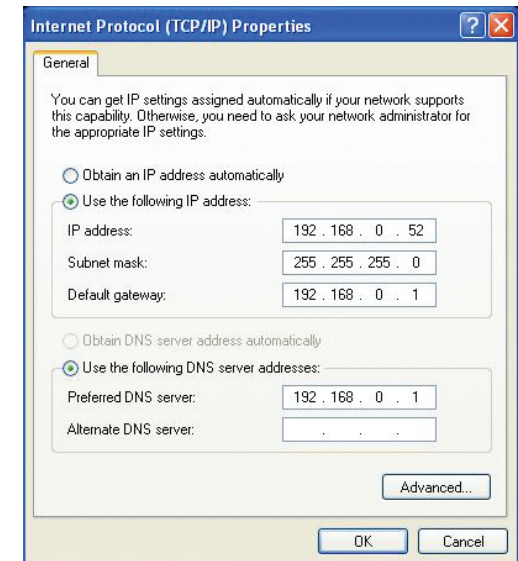 Internet Protocol (TCP/IP) Properties
General
You can get IP settings assigned automatically if your network supports
this capability. Otherwise, you need to ask your network administrator for
the appropriate IP settings.
Obtain an IP address automatically
Use the following IP address:
IP address: 192 . 168 . 0 . 52
Subnet mask: 255 . 255 . 255 . 0
Default gateway: 192 . 168 . 0 . 1
Obtain DNS server address automatically
Use the following DNS server addresses:
Preferred DNS server: 192 . 168 . 0 . 1
Alternate DNS server: . . .
Advanced...
OK Cancel